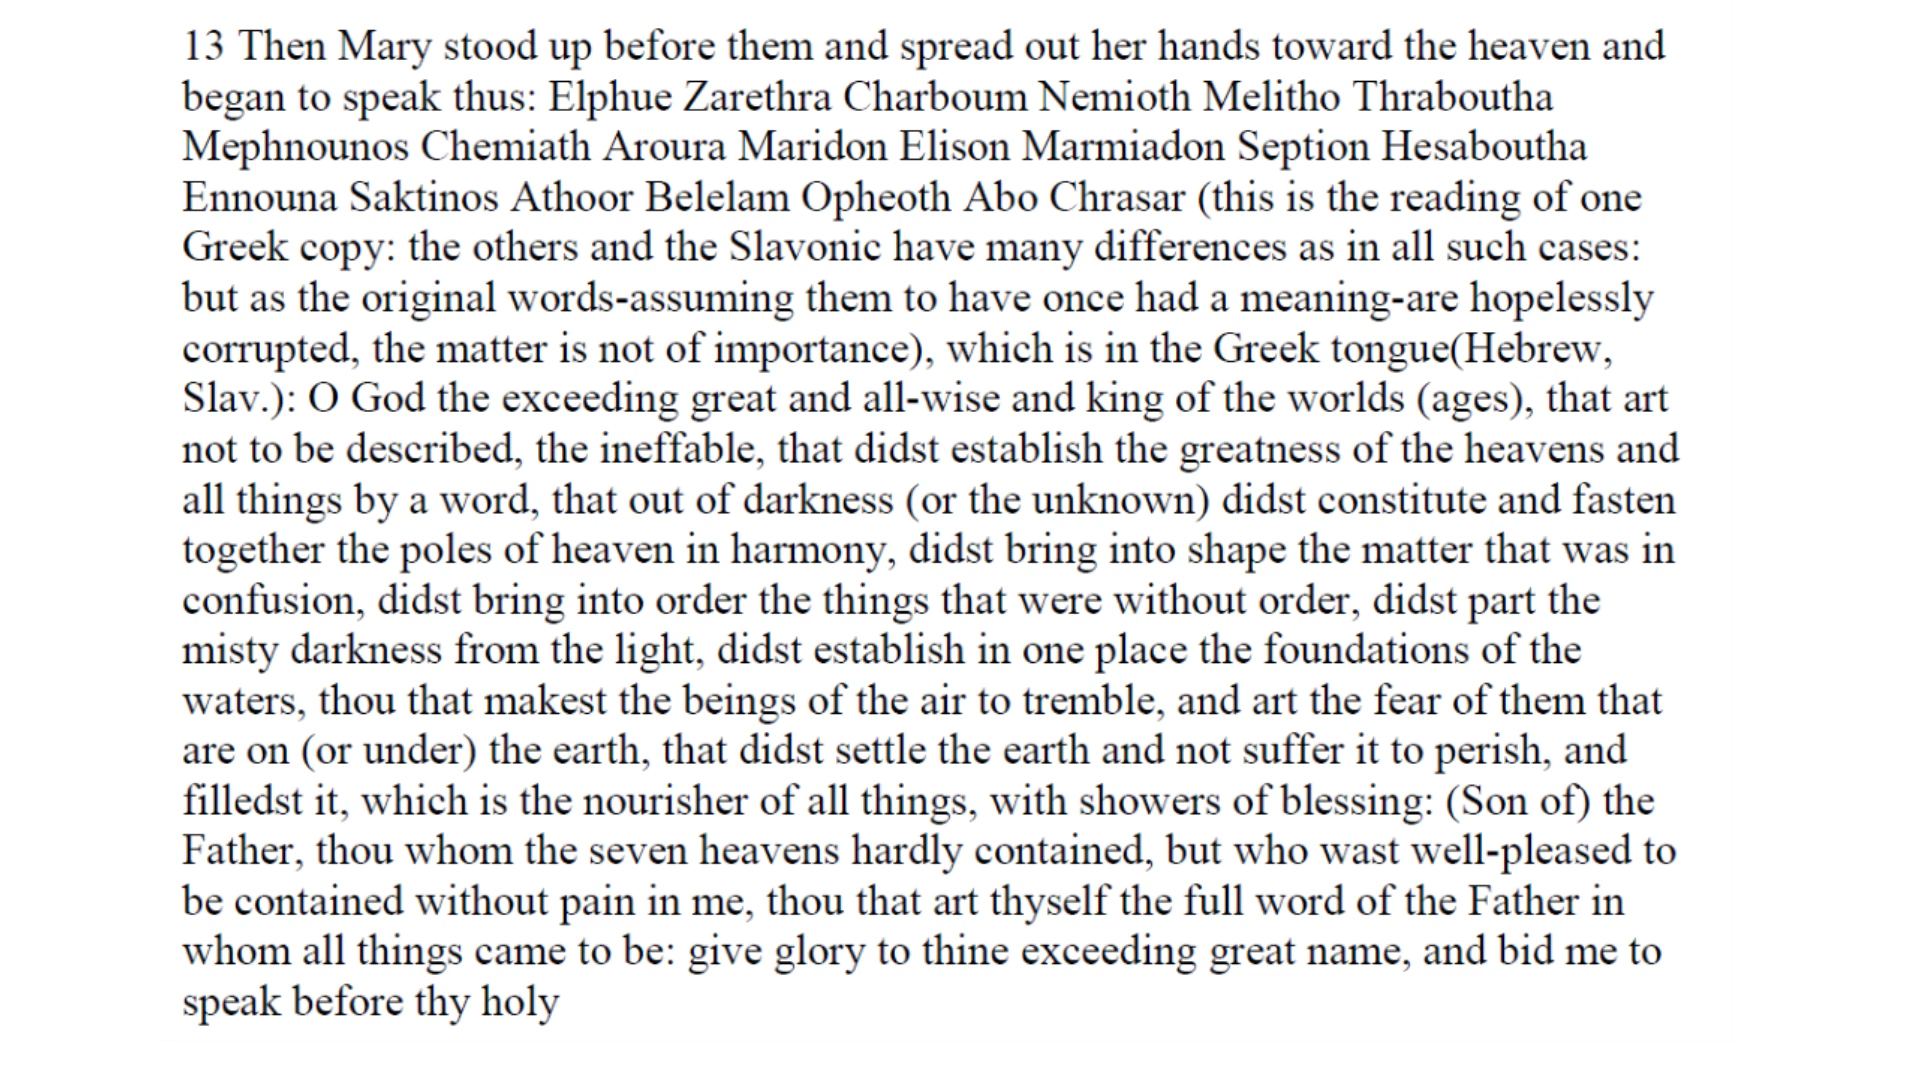 13 Then Mary stood up before them and spread out her hands toward the heaven and
began to speak thus: Elphue Zarethra Charboum Nemioth Melitho Thraboutha
Mephnounos Chemiath Aroura Maridon Elison Marmiadon Seption Hesaboutha
Ennouna Saktinos Athoor Belelam Opheoth Abo Chrasar (this is the reading of one
Greek copy: the others and the Slavonic have many differences as in all such cases:
but as the original words-assuming them to have once had a meaning-are hopelessly
corrupted, the matter is not of importance), which is in the Greek tongue(Hebrew,
Slav.): O God the exceeding great and all-wise and king of the worlds (ages), that art
not to be described, the ineffable, that didst establish the greatness of the heavens and
all things by a word, that out of darkness (or the unknown) didst constitute and fasten
together the poles of heaven in harmony, didst bring into shape the matter that was in
confusion, didst bring into order the things that were without order, didst part the
misty darkness from the light, didst establish in one place the foundations of the
waters, thou that makest the beings of the air to tremble, and art the fear of them that
are on (or under) the earth, that didst settle the earth and not suffer it to perish, and
filledst it, which is the nourisher of all things, with showers of blessing: (Son of) the
Father, thou whom the seven heavens hardly contained, but who wast well-pleased to
be contained without pain in me, thou that art thyself the full word of the Father in
whom all things came to be: give glory to thine exceeding great name, and bid me to
speak before thy holy